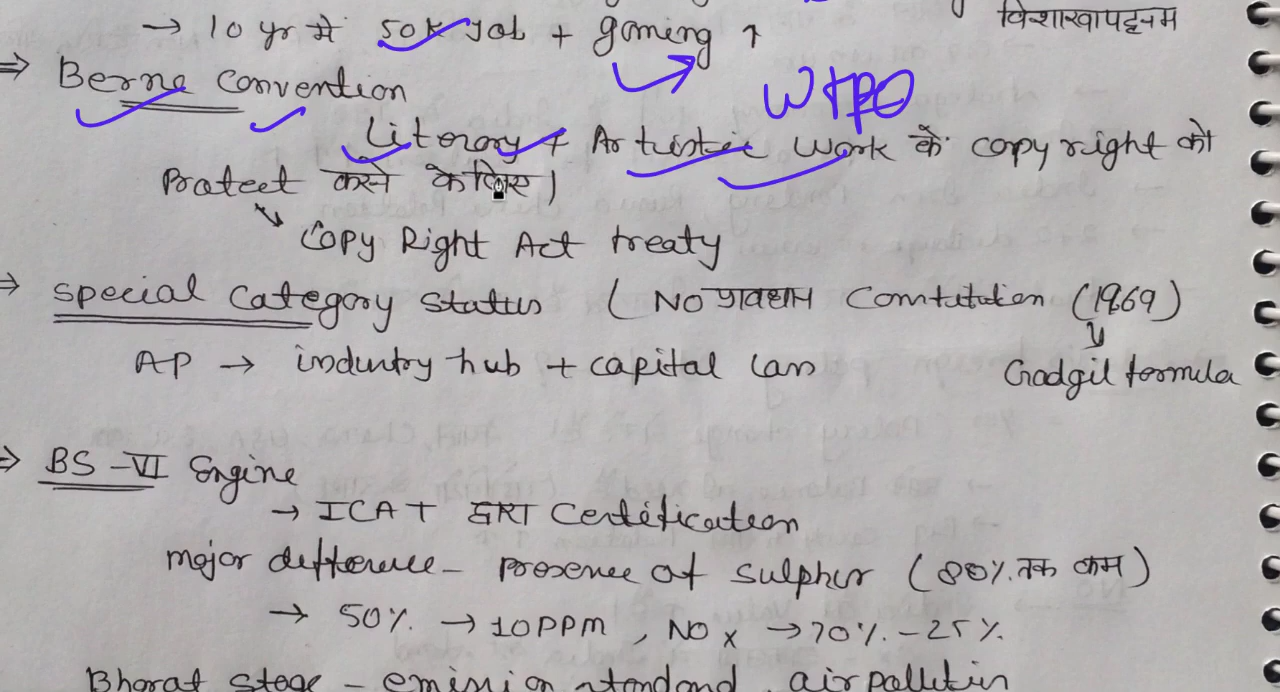 → 10 yr मे 50K Job + gaming ↑ विशाखापट्टनम
⇒ Berne Convention
WIPO
Literary + Artistic work के copy right को
Protect करने के लिए।
↘ Copy Right Act treaty
⇒ Special Category Status ( NO प्रावधान Constitution (1969)
↓
AP → industry hub + capital Gadgil formula
⇒ BS-VI Engine
→ ICAT द्वारा Certification
major difference - presence of sulphur (80% तक कम)
→ 50% → 10PPM , NOx → 70% - 25%
Bharat stage - emission standard, air pollution